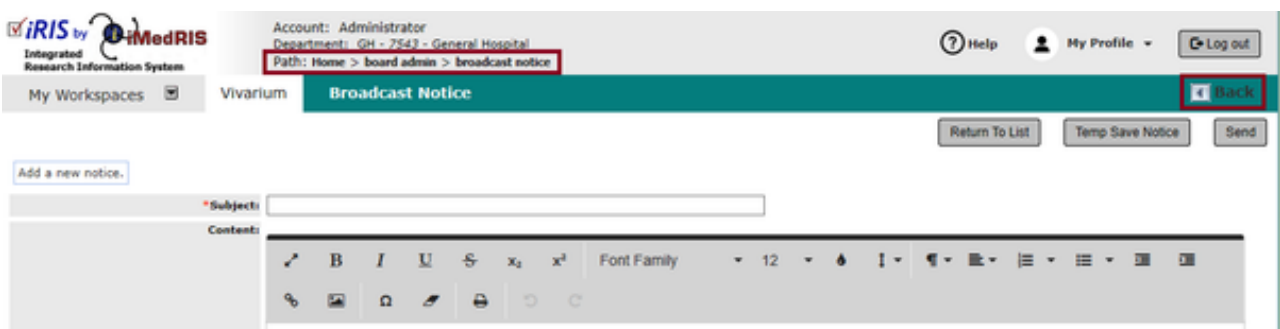 iRIS by iMedRIS
Integrated
Research Information System
Account: Administrator
Department: GH - 7543 - General Hospital
Path: Home > board admin > broadcast notice
Help
My Profile
Log out
My Workspaces
Vivarium
Broadcast Notice
Back
Return To List
Temp Save Notice
Send
Add a new notice.
*Subject:
Content:
B I U S x₂ x² Font Family 12
Ω